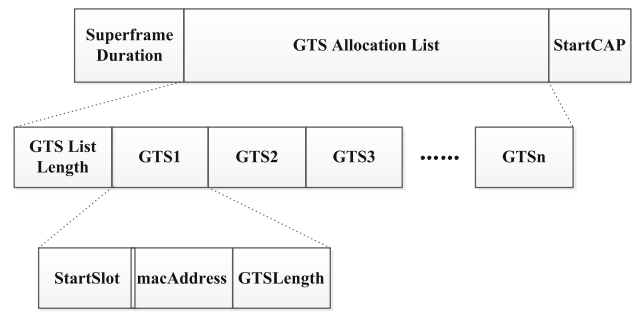 Superframe
Duration
GTS Allocation List
StartCAP
GTS List
Length
GTS1
GTS2
GTS3
......
GTSn
StartSlot
macAddress
GTSLength